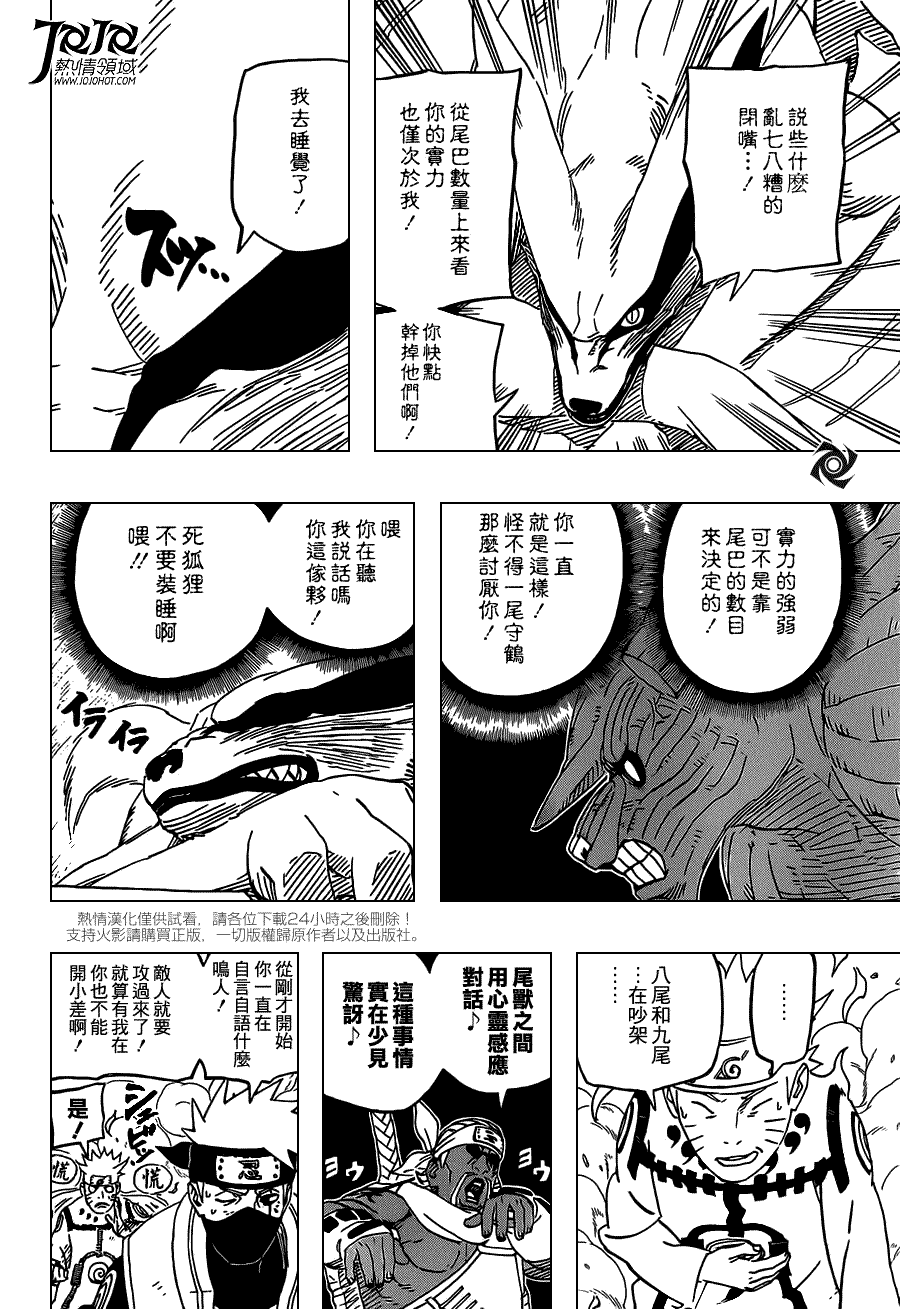 JOJO
熱情領域
WWW.JOJOHOT.COM
說些什麽
亂七八糟的
閉嘴…！
從尾巴數量上來看
你的實力
也僅次於我！
你快點
幹掉他們啊！
我去睡覺了！
ズッ…
實力的強弱
可不是靠
尾巴的數目
來決定的！
你一直
就是這樣！
怪不得一尾守鶴
那麼討厭你！
喂
你在聽
我說話嗎
你這傢夥！
死狐狸
不要裝睡啊
喂！！
イライラ
熱情漢化僅供試看，請各位下載24小時之後刪除！
支持火影請購買正版，一切版權歸原作者以及出版社。
……
八尾和九尾
…在吵架
……
尾獸之間
用心靈感應
對話♪
這種事情
實在少見
驚訝♪
ヨウ
ヨウ
從剛才開始
你一直在
自言自語什麼
鳴人！
敵人就要
攻過來了！
就算有我在
你也不能
開小差啊！
是！
慌
慌
忍